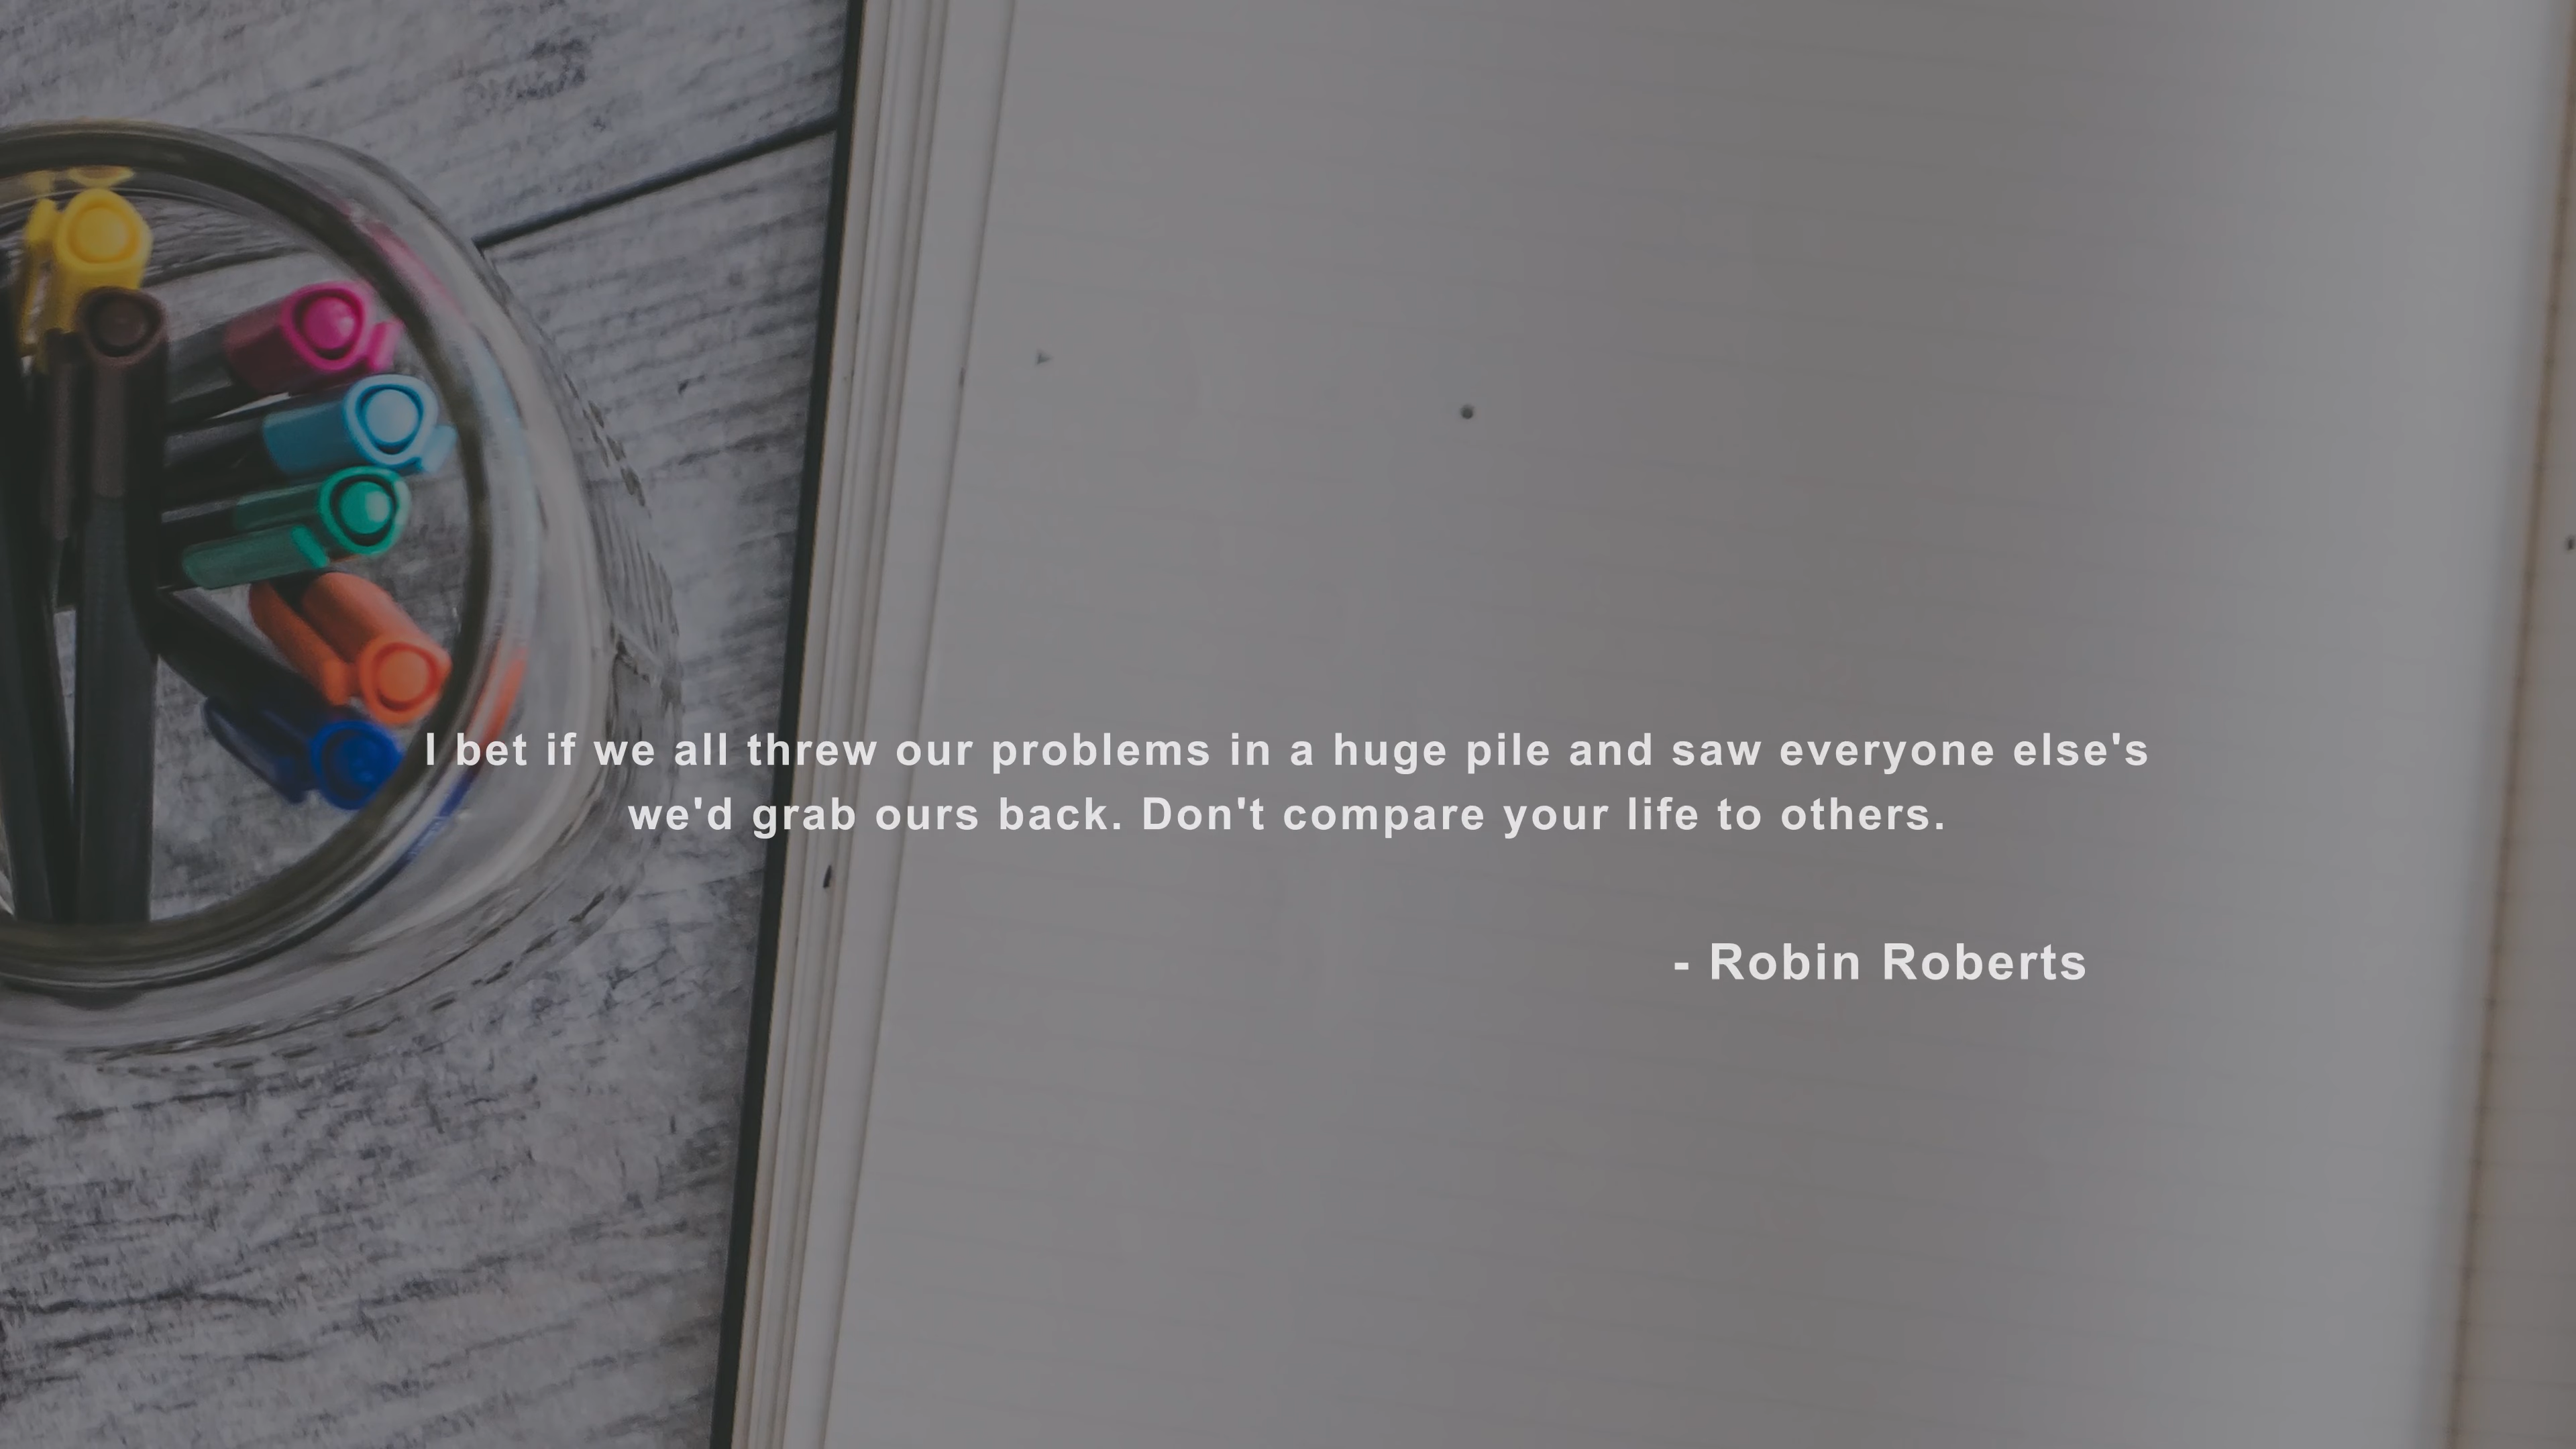 I bet if we all threw our problems in a huge pile and saw everyone else's
we'd grab ours back. Don't compare your life to others.
- Robin Roberts